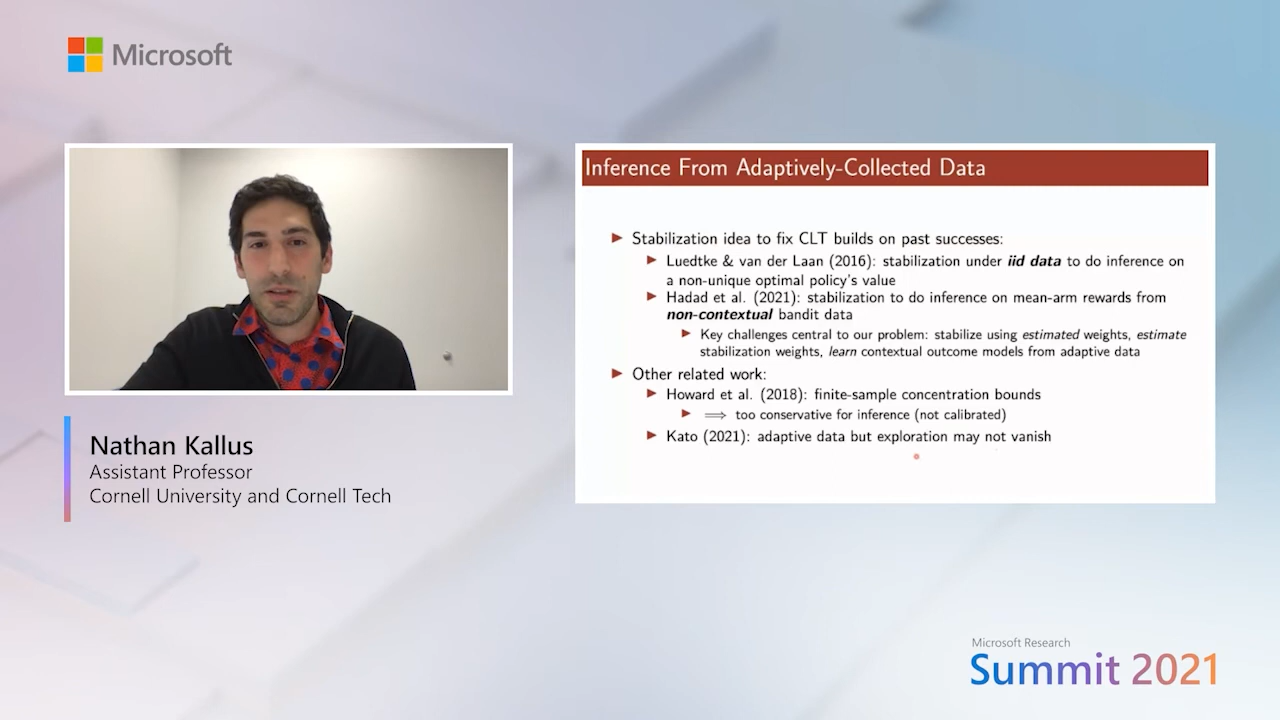 Microsoft
Inference From Adaptively-Collected Data
▶ Stabilization idea to fix CLT builds on past successes:
▶ Luedtke & van der Laan (2016): stabilization under iid data to do inference on
a non-unique optimal policy's value
▶ Hadad et al. (2021): stabilization to do inference on mean-arm rewards from
non-contextual bandit data
▶ Key challenges central to our problem: stabilize using estimated weights, estimate
stabilization weights, learn contextual outcome models from adaptive data
▶ Other related work:
▶ Howard et al. (2018): finite-sample concentration bounds
▶ ⟹ too conservative for inference (not calibrated)
▶ Kato (2021): adaptive data but exploration may not vanish
Nathan Kallus
Assistant Professor
Cornell University and Cornell Tech
Microsoft Research
Summit 2021